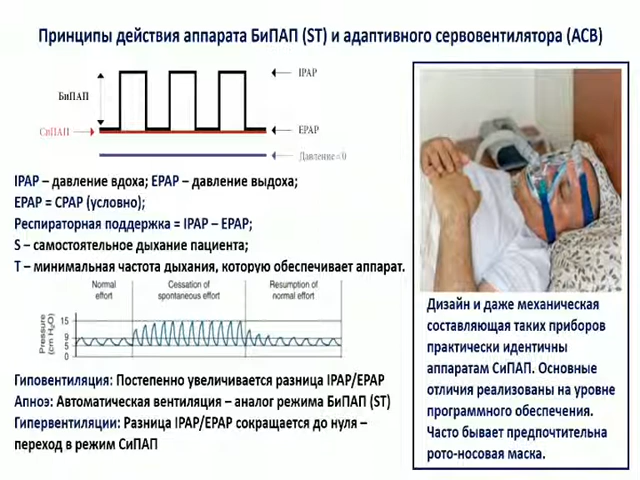 Принципы действия аппарата БиПАП (ST) и адаптивного сервовентилятора (АСВ)
IPAP
БиПАП
СиПАП
EPAP
Давление=0
IPAP – давление вдоха; EPAP – давление выдоха;
EPAP = CPAP (условно);
Респираторная поддержка = IPAP – EPAP;
S – самостоятельное дыхание пациента;
T – минимальная частота дыхания, которую обеспечивает аппарат.
Normal effort
Cessation of spontaneous effort
Resumption of normal effort
Pressure (cm H₂O)
15
9
5
0
Гиповентиляция: Постепенно увеличивается разница IPAP/EPAP
Апноэ: Автоматическая вентиляция – аналог режима БиПАП (ST)
Гипервентиляции: Разница IPAP/EPAP сокращается до нуля –
переход в режим СиПАП
Дизайн и даже механическая
составляющая таких приборов
практически идентичны
аппаратам СиПАП. Основные
отличия реализованы на уровне
программного обеспечения.
Часто бывает предпочтительна
рото-носовая маска.